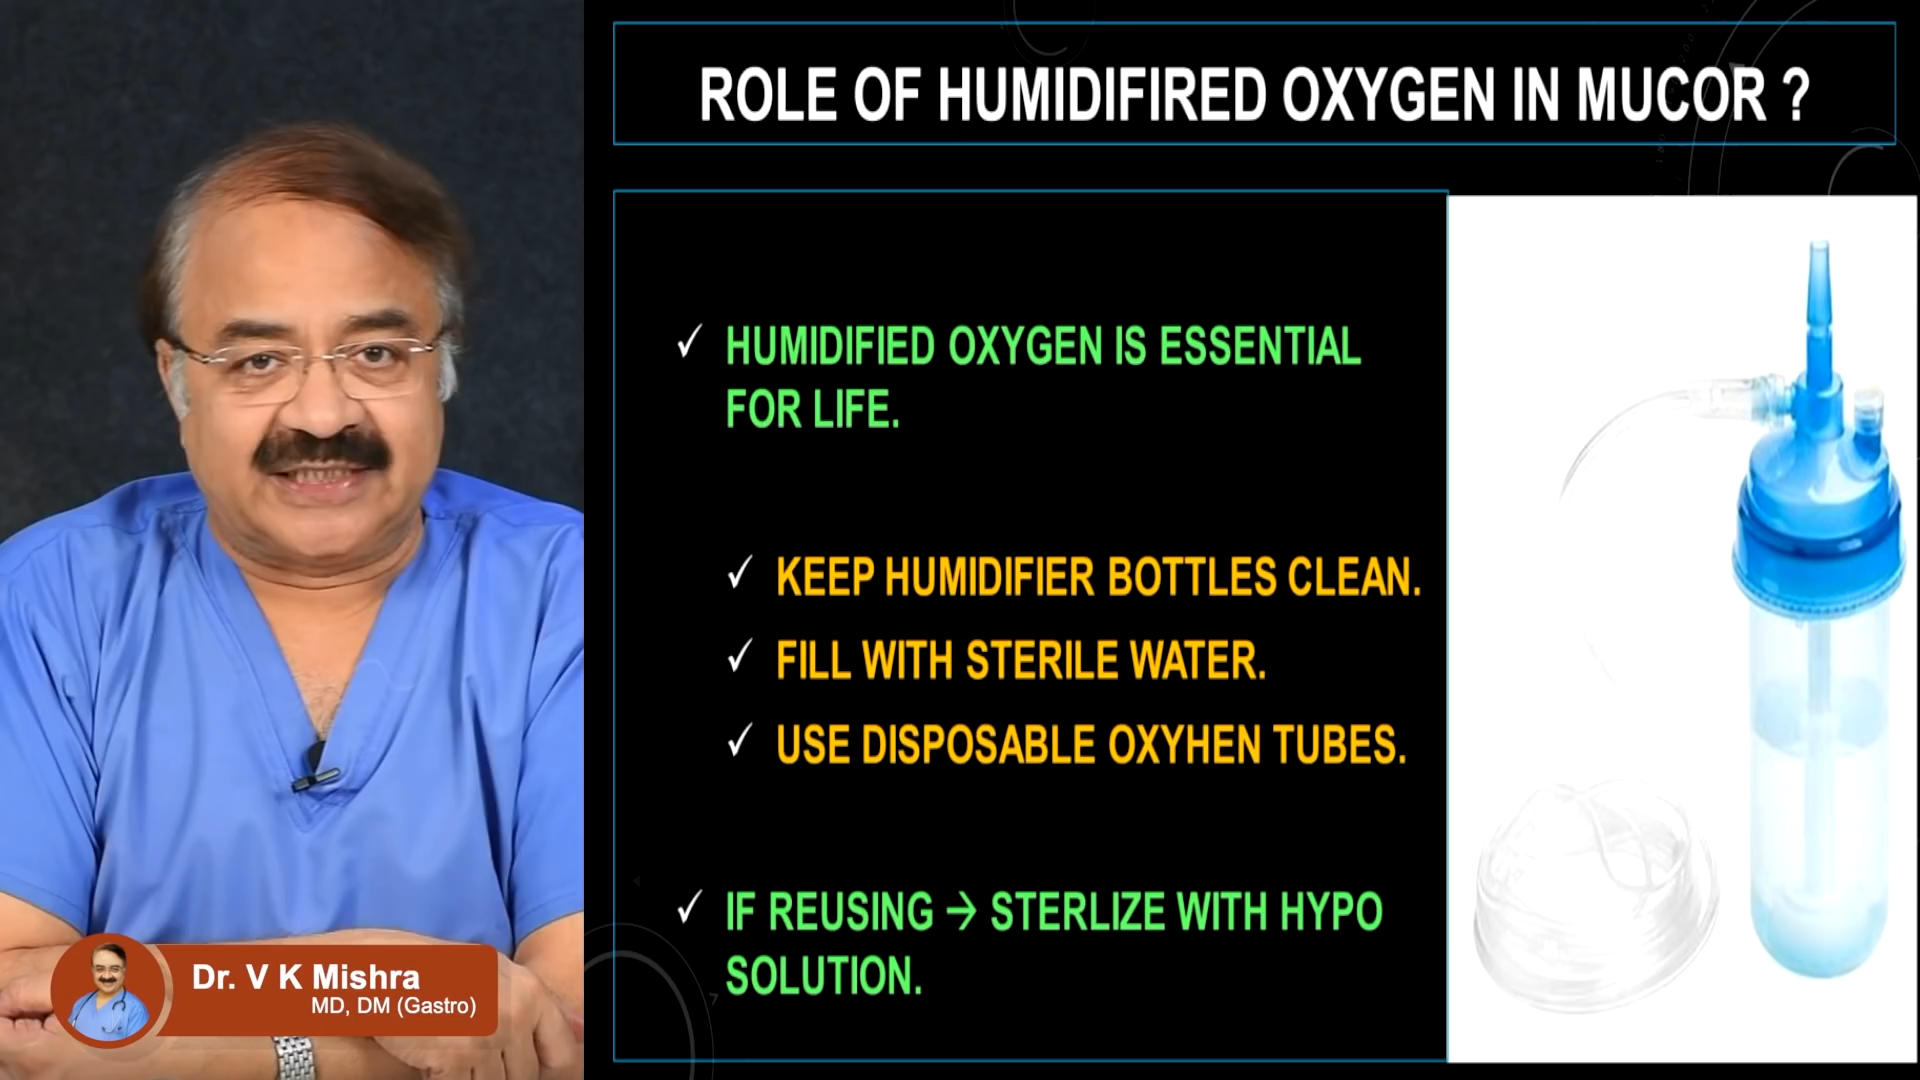 ROLE OF HUMIDIFIRED OXYGEN IN MUCOR ?
✓ HUMIDIFIED OXYGEN IS ESSENTIAL
FOR LIFE.
✓ KEEP HUMIDIFIER BOTTLES CLEAN.
✓ FILL WITH STERILE WATER.
✓ USE DISPOSABLE OXYHEN TUBES.
✓ IF REUSING → STERLIZE WITH HYPO
SOLUTION.
Dr. V K Mishra
MD, DM (Gastro)